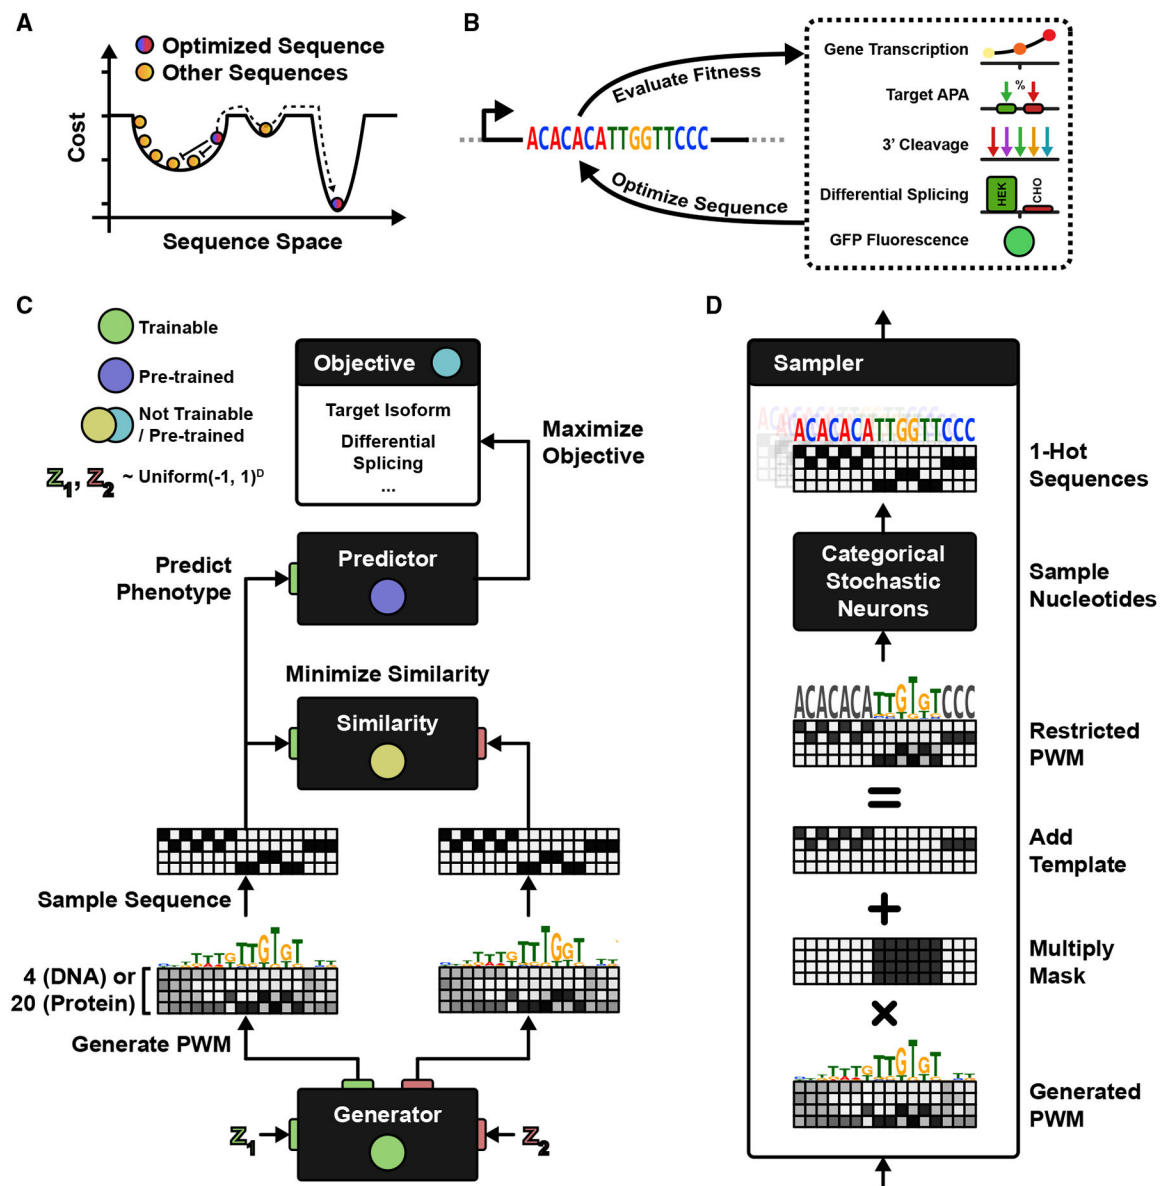 A
Optimized Sequence
Other Sequences
Cost
Sequence Space
B
Evaluate Fitness
ACACACATTGGTTCCC
Optimize Sequence
Gene Transcription
Target APA
%
3' Cleavage
Differential Splicing
HEK
CHO
GFP Fluorescence
C
Trainable
Pre-trained
Not Trainable
/ Pre-trained
Z1, Z2 ~ Uniform(-1, 1)ᴰ
Objective
Target Isoform
Differential
Splicing
...
Maximize
Objective
Predict
Phenotype
Predictor
Minimize Similarity
Similarity
Sample Sequence
TTTGTTGTGT
TTTGTTTGGT
4 (DNA) or
20 (Protein)
Generate PWM
Generator
Z1
Z2
D
Sampler
ACACACATTGGTTCCC
1-Hot
Sequences
Categorical
Stochastic
Neurons
Sample
Nucleotides
ACACACATTGTGTCCC
Restricted
PWM
=
Add
Template
+
Multiply
Mask
×
TTTGTTGTGT
Generated
PWM